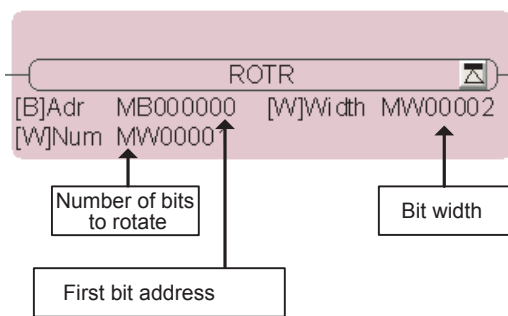 ROTR
[B]Adr MB000000 [W]Width MW00002
[W]Num MW00001
Number of bits
to rotate
Bit width
First bit address